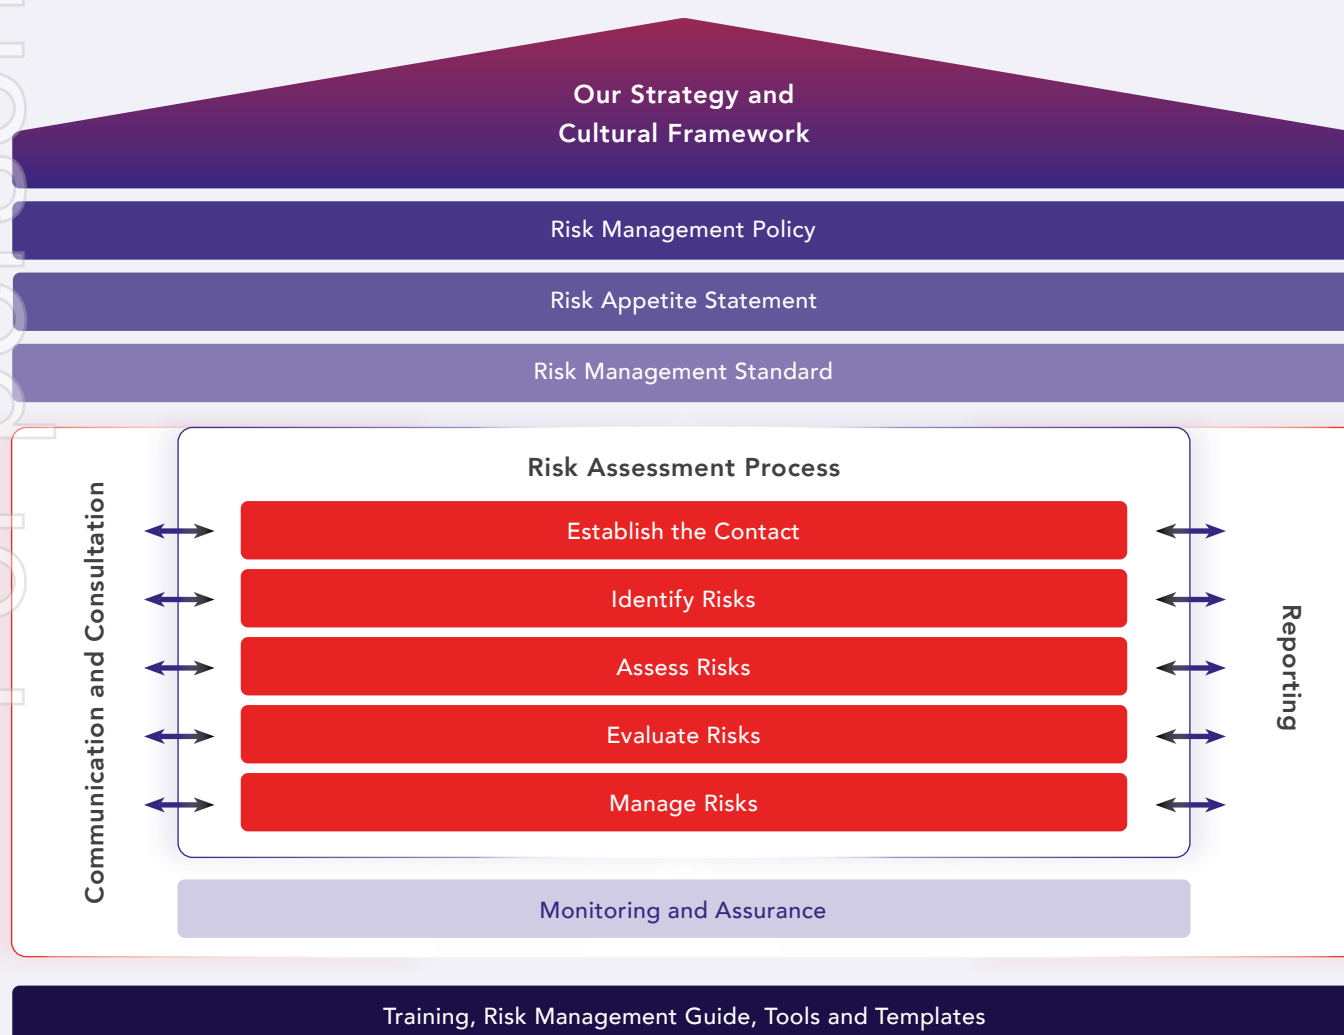 Our Strategy and
Cultural Framework
Risk Management Policy
Risk Appetite Statement
Risk Management Standard
Communication and Consultation
Risk Assessment Process
Establish the Contact
Identify Risks
Assess Risks
Evaluate Risks
Manage Risks
Reporting
Monitoring and Assurance
Training, Risk Management Guide, Tools and Templates